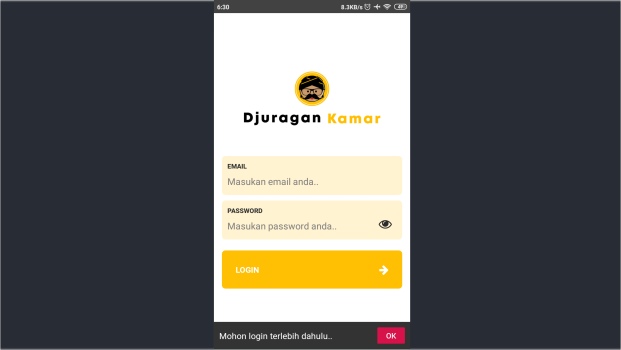 6:30
8.3KB/s
Djuragan Kamar
EMAIL
Masukan email anda..
PASSWORD
Masukan password anda..
LOGIN
Mohon login terlebih dahulu..
OK